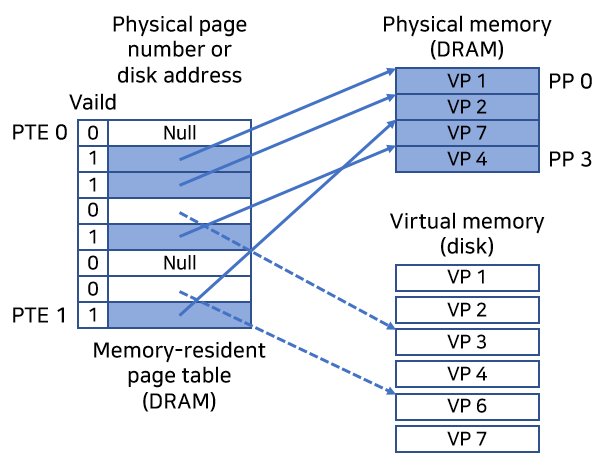 Physical page
number or
disk address
Vaild
PTE 0
0
Null
1
1
0
1
0
Null
0
PTE 1
1
Memory-resident
page table
(DRAM)
Physical memory
(DRAM)
VP 1
PP 0
VP 2
VP 7
VP 4
PP 3
Virtual memory
(disk)
VP 1
VP 2
VP 3
VP 4
VP 6
VP 7